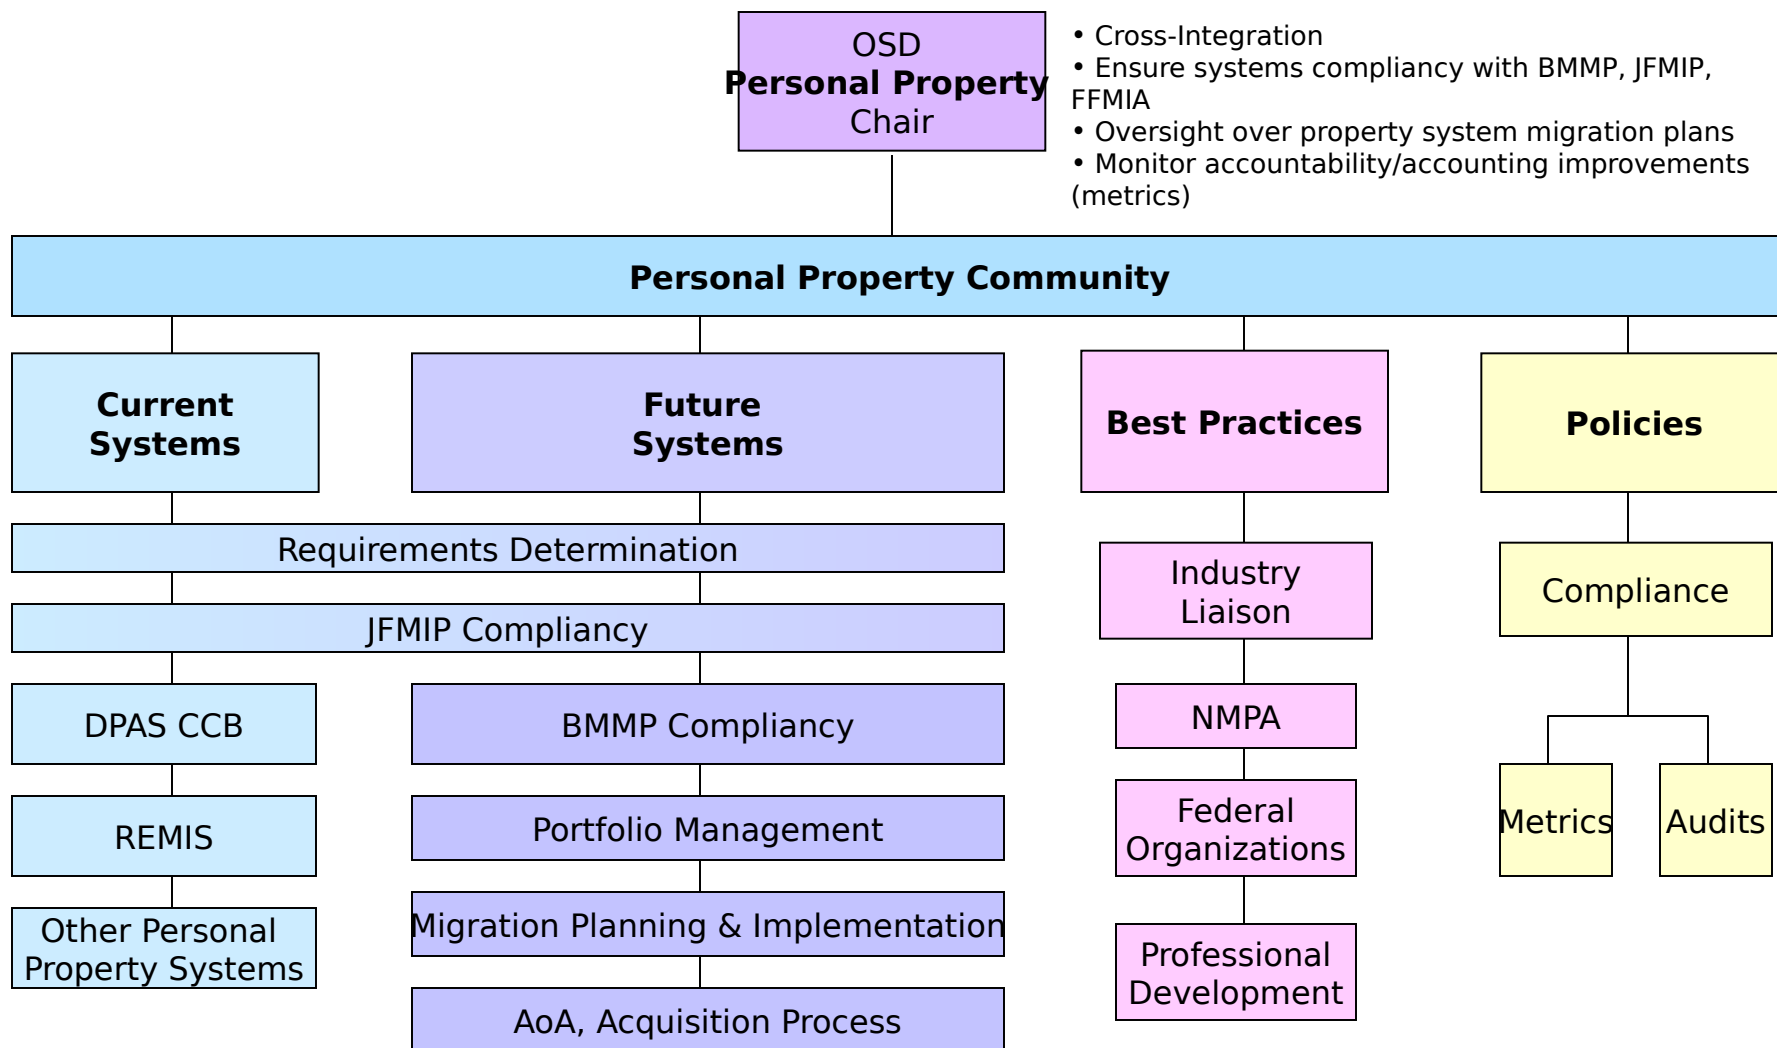 OSD
Personal Property
Chair
• Cross-Integration
• Ensure systems compliancy with BMMP, JFMIP,
FFMIA
• Oversight over property system migration plans
• Monitor accountability/accounting improvements
(metrics)
Personal Property Community
Current
Systems
Future
Systems
Best Practices
Policies
Requirements Determination
JFMIP Compliancy
DPAS CCB
REMIS
Other Personal
Property Systems
BMMP Compliancy
Portfolio Management
Migration Planning & Implementation
AoA, Acquisition Process
Industry
Liaison
NMPA
Federal
Organizations
Professional
Development
Compliance
Metrics
Audits